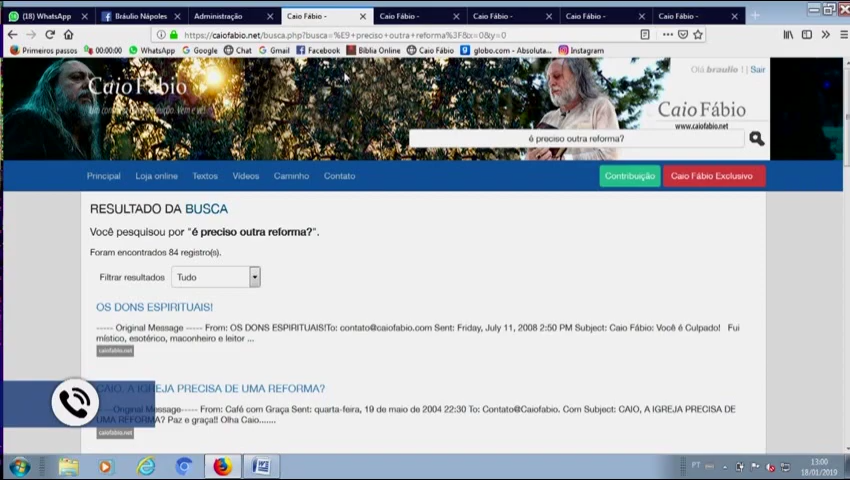 (18) WhatsApp
Bráulio Nápoles
Administração
Caio Fábio -
Caio Fábio -
Caio Fábio -
Caio Fábio -
Caio Fábio -
https://caiofabio.net/busca.php?busca=%E9+preciso+outra+reforma%3F&x=0&y=0
Primeiros passos 00:00:00 WhatsApp Google Chat Gmail Facebook Bíblia Online Caio Fábio globo.com - Absoluta... Instagram
Olá braulio ! | Sair
Caio Fábio
Caio Fábio
www.caiofabio.net
é preciso outra reforma?
Principal Loja online Textos Vídeos Caminho Contato Contribuição Caio Fábio Exclusivo
RESULTADO DA BUSCA
Você pesquisou por "é preciso outra reforma?".
Foram encontrados 84 registro(s).
Filtrar resultados Tudo
OS DONS ESPIRITUAIS!
----- Original Message ----- From: OS DONS ESPIRITUAIS!To: contato@caiofabio.com Sent: Friday, July 11, 2008 2:50 PM Subject: Caio Fábio: Você é Culpado! Fui
místico, esotérico, maconheiro e leitor ...
caiofabio.net
CAIO, A IGREJA PRECISA DE UMA REFORMA?
-----Original Message----- From: Café com Graça Sent: quarta-feira, 19 de maio de 2004 22:30 To: Contato@Caiofabio. Com Subject: CAIO, A IGREJA PRECISA DE
UMA REFORMA? Paz e graça!! Olha Caio.......
caiofabio.net
PT
13:00
18/01/2019